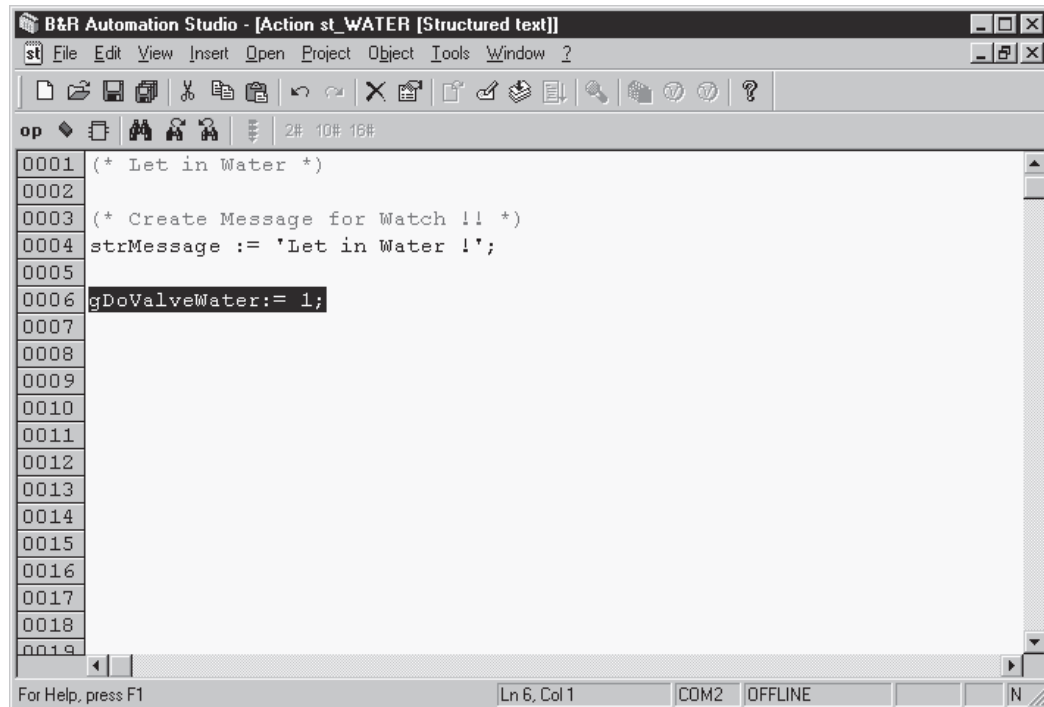 B&R Automation Studio - [Action st_WATER [Structured text]]
st File Edit View Insert Open Project Object Tools Window ?
op 2# 10# 16#
0001 (* Let in Water *)
0002
0003 (* Create Message for Watch !! *)
0004 strMessage := 'Let in Water !';
0005
0006 gDoValveWater:= 1;
0007
0008
0009
0010
0011
0012
0013
0014
0015
0016
0017
0018
0019
For Help, press F1 Ln 6, Col 1 COM2 OFFLINE N